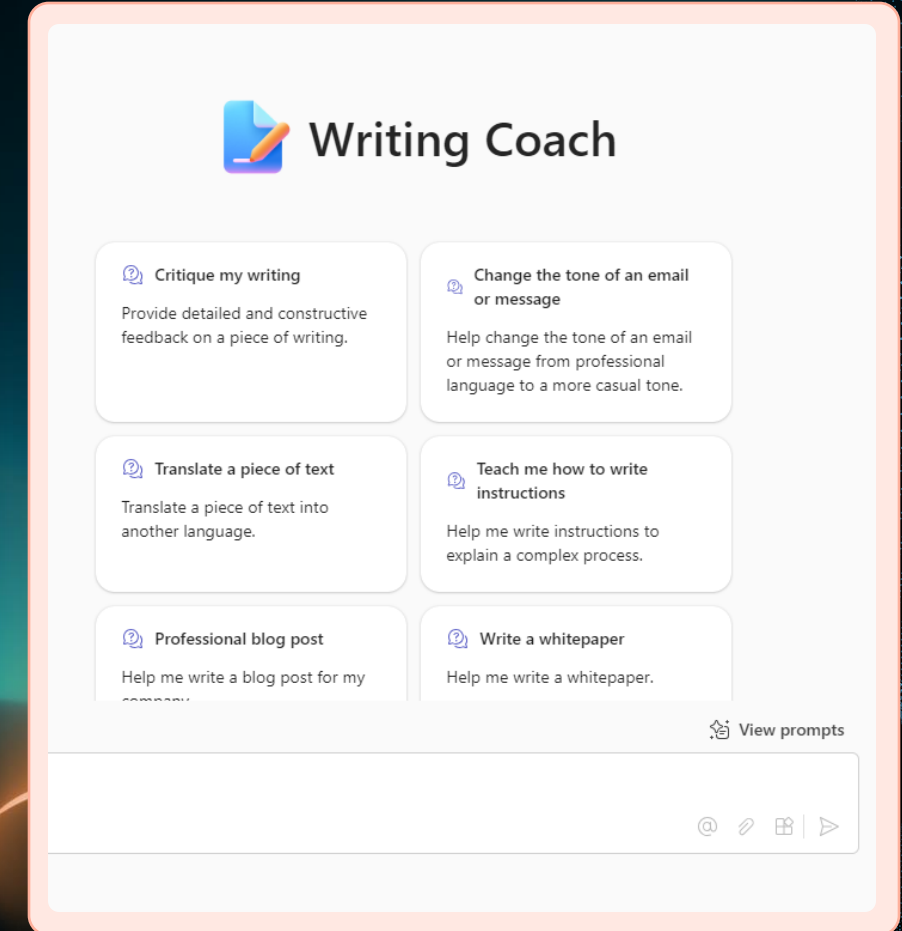 Writing Coach
Critique my writing
Provide detailed and constructive
feedback on a piece of writing.
Change the tone of an email
or message
Help change the tone of an email
or message from professional
language to a more casual tone.
Translate a piece of text
Translate a piece of text into
another language.
Teach me how to write
instructions
Help me write instructions to
explain a complex process.
Professional blog post
Help me write a blog post for my
company.
Write a whitepaper
Help me write a whitepaper.
View prompts